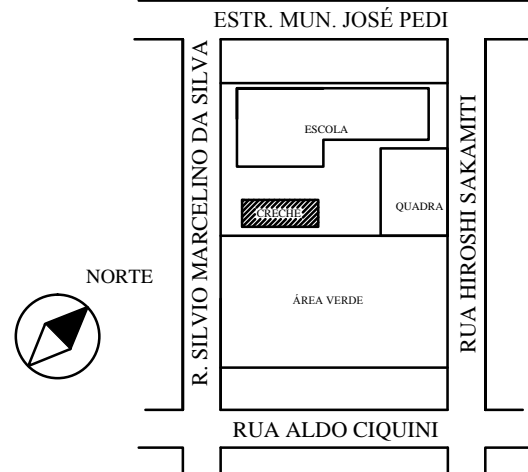 ESTR. MUN. JOSÉ PEDI
R. SILVIO MARCELINO DA SILVA
ESCOLA
RUA HIROSHI SAKAMITI
CRECHE
QUADRA
NORTE
ÁREA VERDE
RUA ALDO CIQUINI